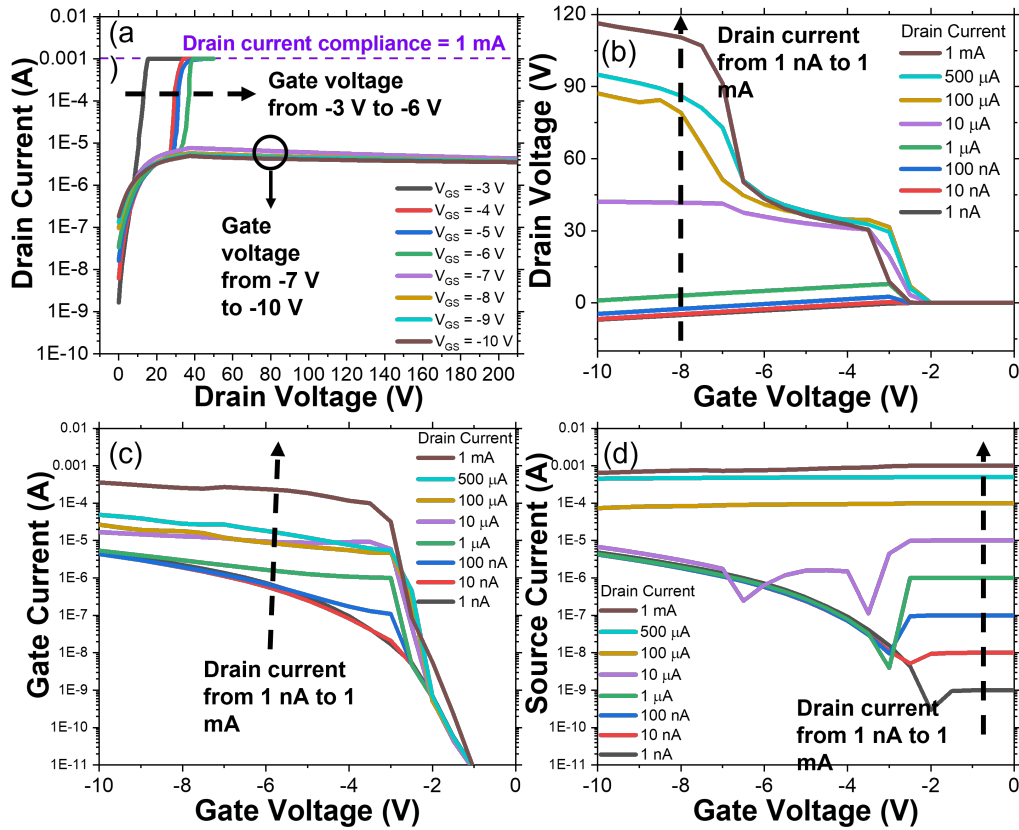 (a
)
Drain current compliance = 1 mA
Gate voltage
from -3 V to -6 V
Gate
voltage
from -7 V
to -10 V
V_GS = -3 V
V_GS = -4 V
V_GS = -5 V
V_GS = -6 V
V_GS = -7 V
V_GS = -8 V
V_GS = -9 V
V_GS = -10 V
0.01
0.001
1E-4
1E-5
1E-6
1E-7
1E-8
1E-9
1E-10
0 20 40 60 80 100 120 140 160 180 200
Drain Current (A)
Drain Voltage (V)
(b)
Drain current
from 1 nA to 1
mA
Drain Current
1 mA
500 µA
100 µA
10 µA
1 µA
100 nA
10 nA
1 nA
120
90
60
30
0
-10 -8 -6 -4 -2 0
Drain Voltage (V)
Gate Voltage (V)
(c)
Drain current
from 1 nA to 1
mA
Drain Current
1 mA
500 µA
100 µA
10 µA
1 µA
100 nA
10 nA
1 nA
0.01
0.001
1E-4
1E-5
1E-6
1E-7
1E-8
1E-9
1E-10
1E-11
-10 -8 -6 -4 -2 0
Gate Current (A)
Gate Voltage (V)
(d)
Drain Current
1 mA
500 µA
100 µA
10 µA
1 µA
100 nA
10 nA
1 nA
Drain current
from 1 nA to 1
mA
0.01
0.001
1E-4
1E-5
1E-6
1E-7
1E-8
1E-9
1E-10
1E-11
-10 -8 -6 -4 -2 0
Source Current (A)
Gate Voltage (V)